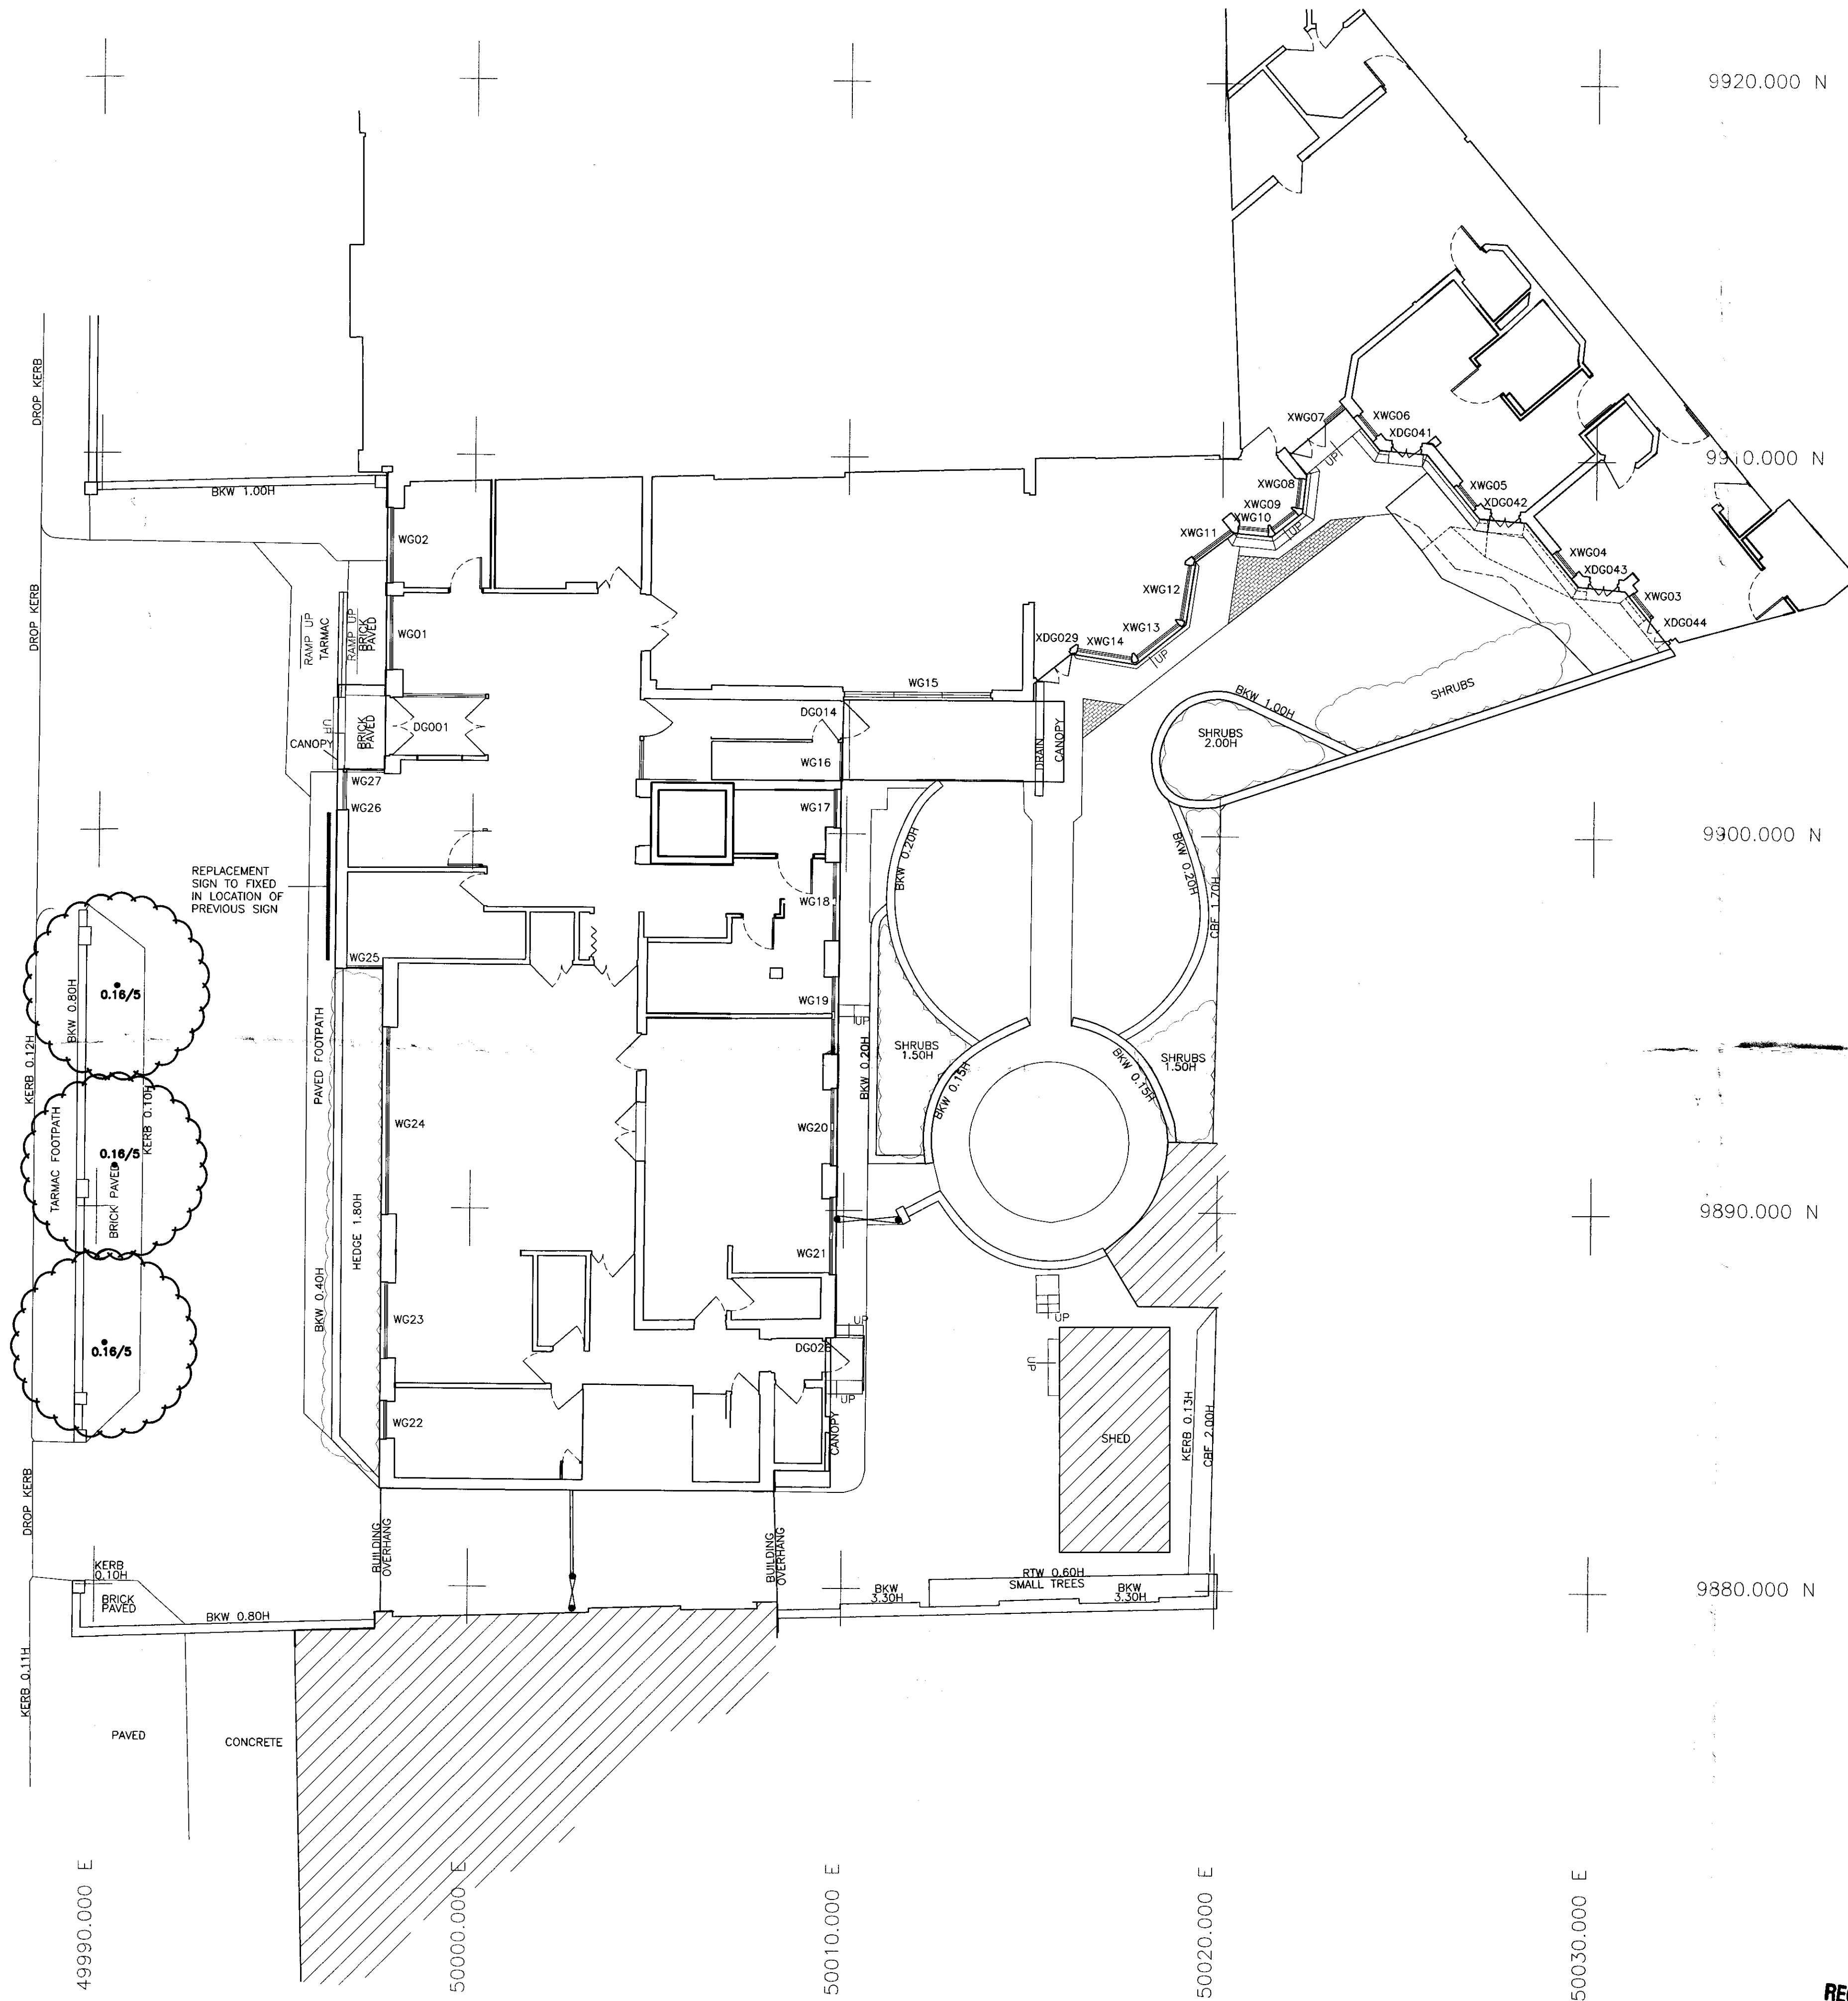 9920.000 N
DROP KERB
XWG07
XWG06
XDG041
UP
9910.000 N
BKW 1.00H
XWG08
XWG05
XWG09
XDG042
XWG10
UP
WG02
XWG11
XWG04
XDG043
DROP KERB
XWG12
XWG03
RAMP UP
TARMAC
RAMP UP
BRICK
PAVED
WG01
XWG13
XDG044
XDG029
XWG14
UP
WG15
BKW 1.00H
SHRUBS
UP
BRICK
PAVED
DG001
DG014
SHRUBS
2.00H
CANOPY
DRAIN
CANOPY
WG16
WG27
WG26
WG17
9900.000 N
BKW 0.20H
BKW 0.20H
REPLACEMENT
SIGN TO FIXED
IN LOCATION OF
PREVIOUS SIGN
WG18
CBF 1.70H
WG25
0.16/5
BKW 0.80H
WG19
UP
KERB 0.12H
PAVED FOOTPATH
SHRUBS
1.50H
SHRUBS
1.50H
BKW 0.20H
BKW 0.15H
BKW 0.15H
WG24
WG20
KERB 0.10H
0.16/5
TARMAC FOOTPATH
BRICK PAVED
9890.000 N
HEDGE 1.80H
WG21
BKW 0.40H
WG23
UP
UP
0.16/5
DG026
UP
UP
WG22
CANOPY
SHED
KERB 0.13H
CBF 2.00H
DROP KERB
BUILDING
OVERHANG
BUILDING
OVERHANG
KERB
0.10H
BRICK
PAVED
RTW 0.60H
SMALL TREES
BKW
3.30H
BKW
3.30H
9880.000 N
BKW 0.80H
KERB 0.11H
PAVED
CONCRETE
49990.000 E
50000.000 E
50010.000 E
50020.000 E
50030.000 E